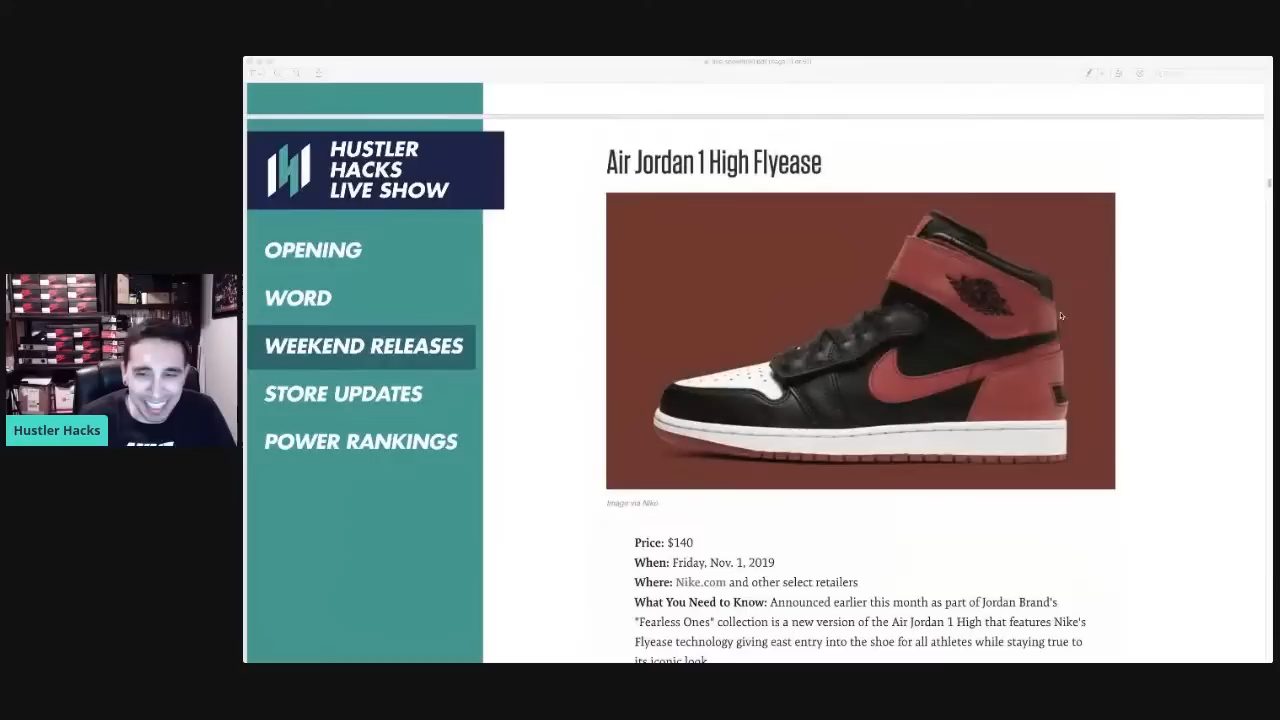 HUSTLER
HACKS
LIVE SHOW
OPENING
WORD
WEEKEND RELEASES
STORE UPDATES
POWER RANKINGS
Hustler Hacks
Air Jordan 1 High Flyease
Image via Nike
Price: $140
When: Friday, Nov. 1, 2019
Where: Nike.com and other select retailers
What You Need to Know: Announced earlier this month as part of Jordan Brand's
"Fearless Ones" collection is a new version of the Air Jordan 1 High that features Nike's
Flyease technology giving east entry into the shoe for all athletes while staying true to
its iconic look